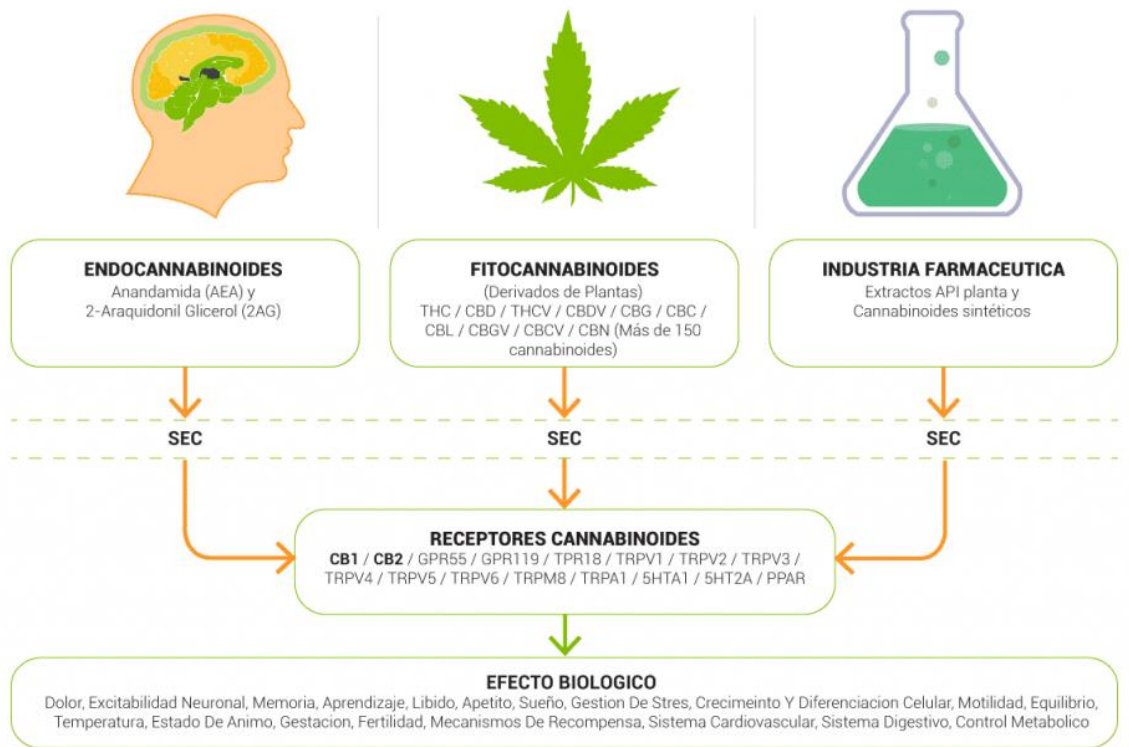 ENDOCANNABINOIDES
Anandamida (AEA) y
2-Araquidonil Glicerol (2AG)
FITOCANNABINOIDES
(Derivados de Plantas)
THC / CBD / THCV / CBDV / CBG / CBC /
CBL / CBGV / CBCV / CBN (Más de 150
cannabinoides)
INDUSTRIA FARMACEUTICA
Extractos API planta y
Cannabinoides sintéticos
SEC
SEC
SEC
RECEPTORES CANNABINOIDES
CB1 / CB2 / GPR55 / GPR119 / TPR18 / TRPV1 / TRPV2 / TRPV3 /
TRPV4 / TRPV5 / TRPV6 / TRPM8 / TRPA1 / 5HTA1 / 5HT2A / PPAR
EFECTO BIOLOGICO
Dolor, Excitabilidad Neuronal, Memoria, Aprendizaje, Libido, Apetito, Sueño, Gestion De Stres, Crecimeinto Y Diferenciacion Celular, Motilidad, Equilibrio,
Temperatura, Estado De Animo, Gestacion, Fertilidad, Mecanismos De Recompensa, Sistema Cardiovascular, Sistema Digestivo, Control Metabolico